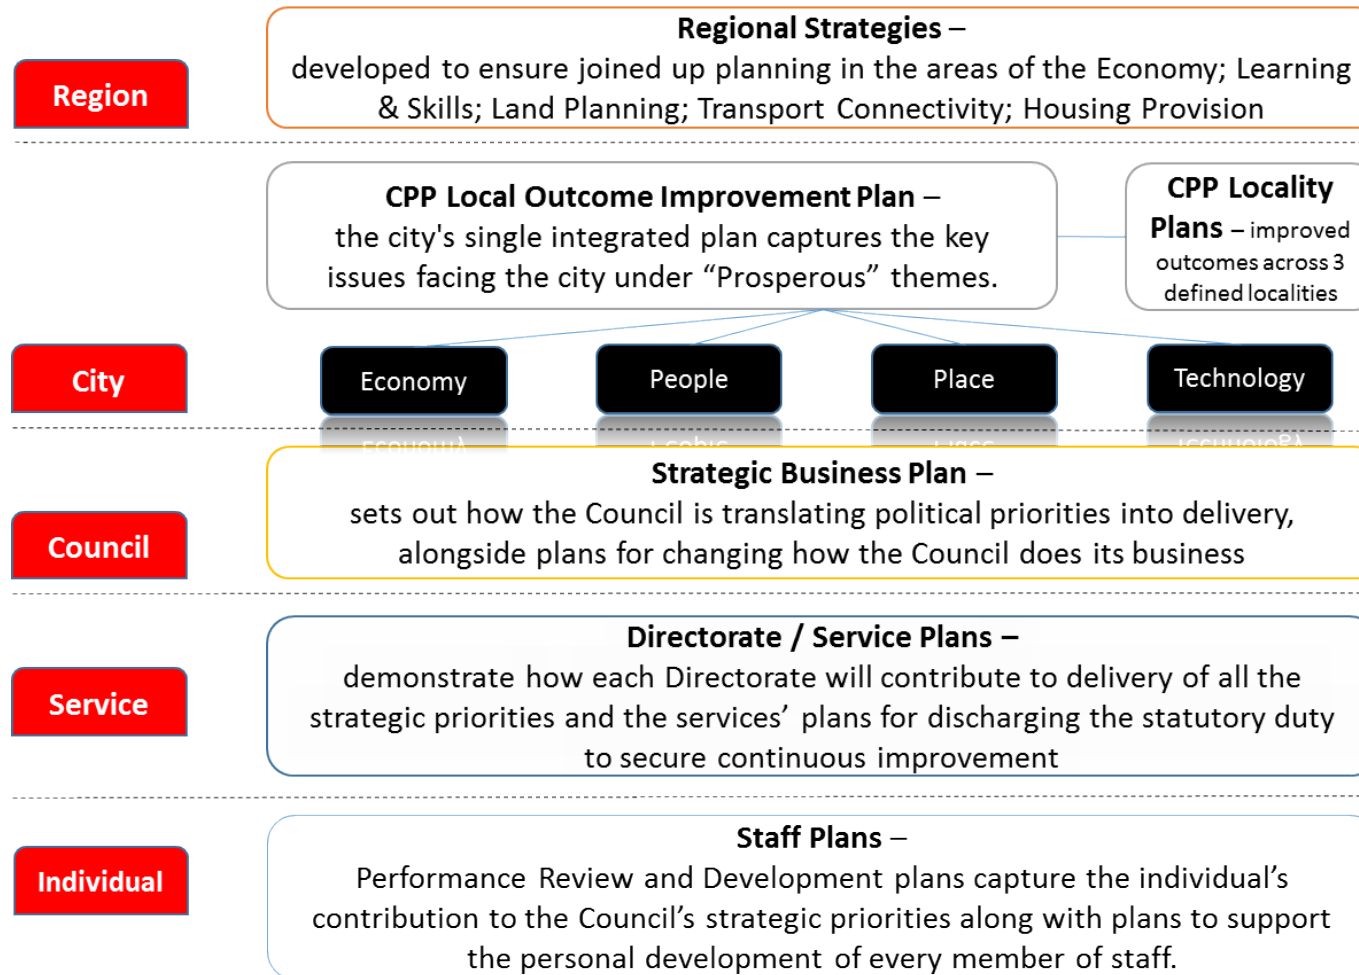 Regional Strategies –
developed to ensure joined up planning in the areas of the Economy; Learning
& Skills; Land Planning; Transport Connectivity; Housing Provision
Region
CPP Local Outcome Improvement Plan –
the city's single integrated plan captures the key
issues facing the city under “Prosperous” themes.
CPP Locality
Plans – improved
outcomes across 3
defined localities
City
Economy
People
Place
Technology
Strategic Business Plan –
sets out how the Council is translating political priorities into delivery,
alongside plans for changing how the Council does its business
Council
Directorate / Service Plans –
demonstrate how each Directorate will contribute to delivery of all the
strategic priorities and the services’ plans for discharging the statutory duty
to secure continuous improvement
Service
Staff Plans –
Performance Review and Development plans capture the individual’s
contribution to the Council’s strategic priorities along with plans to support
the personal development of every member of staff.
Individual